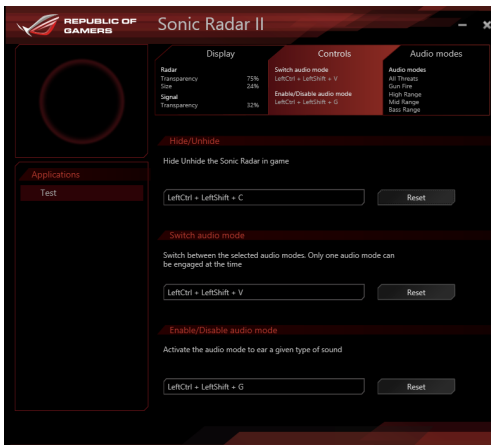 REPUBLIC OF
GAMERS
Sonic Radar II
Display
Controls
Audio modes
Radar
Transparency 75%
Size 24%
Signal
Transparency 32%
Switch audio mode
LeftCtrl + LeftShift + V
Enable/Disable audio mode
LeftCtrl + LeftShift + G
Audio modes
All Threats
Gun Fire
High Range
Mid Range
Bass Range
Applications
Test
Hide/Unhide
Hide Unhide the Sonic Radar in game
LeftCtrl + LeftShift + C
Reset
Switch audio mode
Switch between the selected audio modes. Only one audio mode can
be engaged at the time
LeftCtrl + LeftShift + V
Reset
Enable/Disable audio mode
Activate the audio mode to ear a given type of sound
LeftCtrl + LeftShift + G
Reset